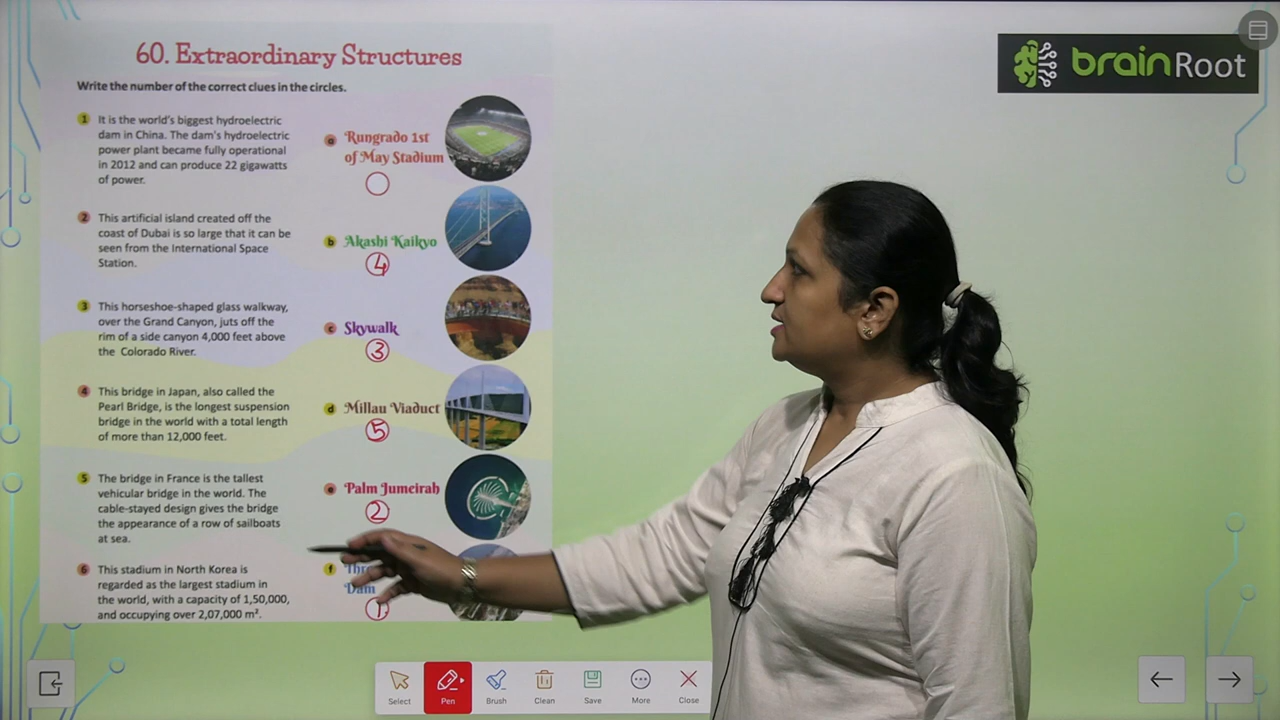 60. Extraordinary Structures
Write the number of the correct clues in the circles.
1 It is the world's biggest hydroelectric
dam in China. The dam's hydroelectric
power plant became fully operational
in 2012 and can produce 22 gigawatts
of power.
2 This artificial island created off the
coast of Dubai is so large that it can be
seen from the International Space
Station.
3 This horseshoe-shaped glass walkway,
over the Grand Canyon, juts off the
rim of a side canyon 4,000 feet above
the Colorado River.
4 This bridge in Japan, also called the
Pearl Bridge, is the longest suspension
bridge in the world with a total length
of more than 12,000 feet.
5 The bridge in France is the tallest
vehicular bridge in the world. The
cable-stayed design gives the bridge
the appearance of a row of sailboats
at sea.
6 This stadium in North Korea is
regarded as the largest stadium in
the world, with a capacity of 1,50,000,
and occupying over 2,07,000 m².
a Rungrado 1st
of May Stadium
b Akashi Kaikyo
4
c Skywalk
3
d Millau Viaduct
5
e Palm Jumeirah
2
f
Dam
1
brainRoot
Select
Pen
Brush
Clean
Save
More
Close